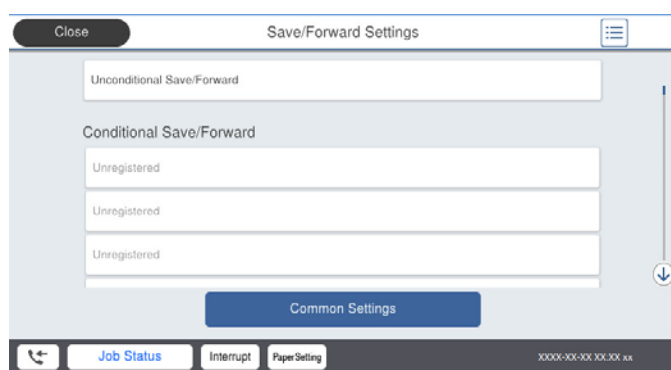 Close
Save/Forward Settings
Unconditional Save/Forward
Conditional Save/Forward
Unregistered
Unregistered
Unregistered
Common Settings
Job Status
Interrupt
Paper Setting
XXXX-XX-XX XX:XX xx